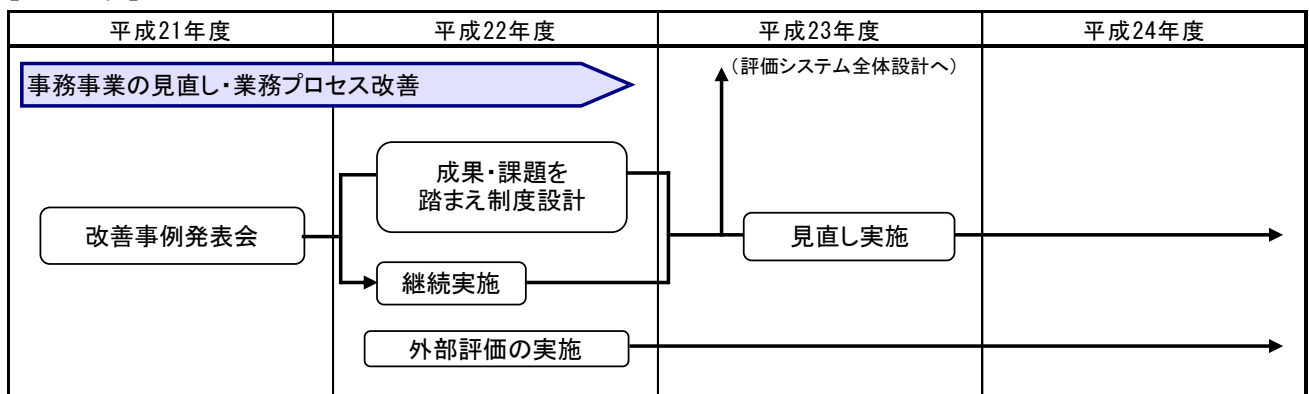 平成21年度
平成22年度
平成23年度
平成24年度
事務事業の見直し・業務プロセス改善
(評価システム全体設計へ)
成果・課題を
踏まえ制度設計
改善事例発表会
見直し実施
継続実施
外部評価の実施